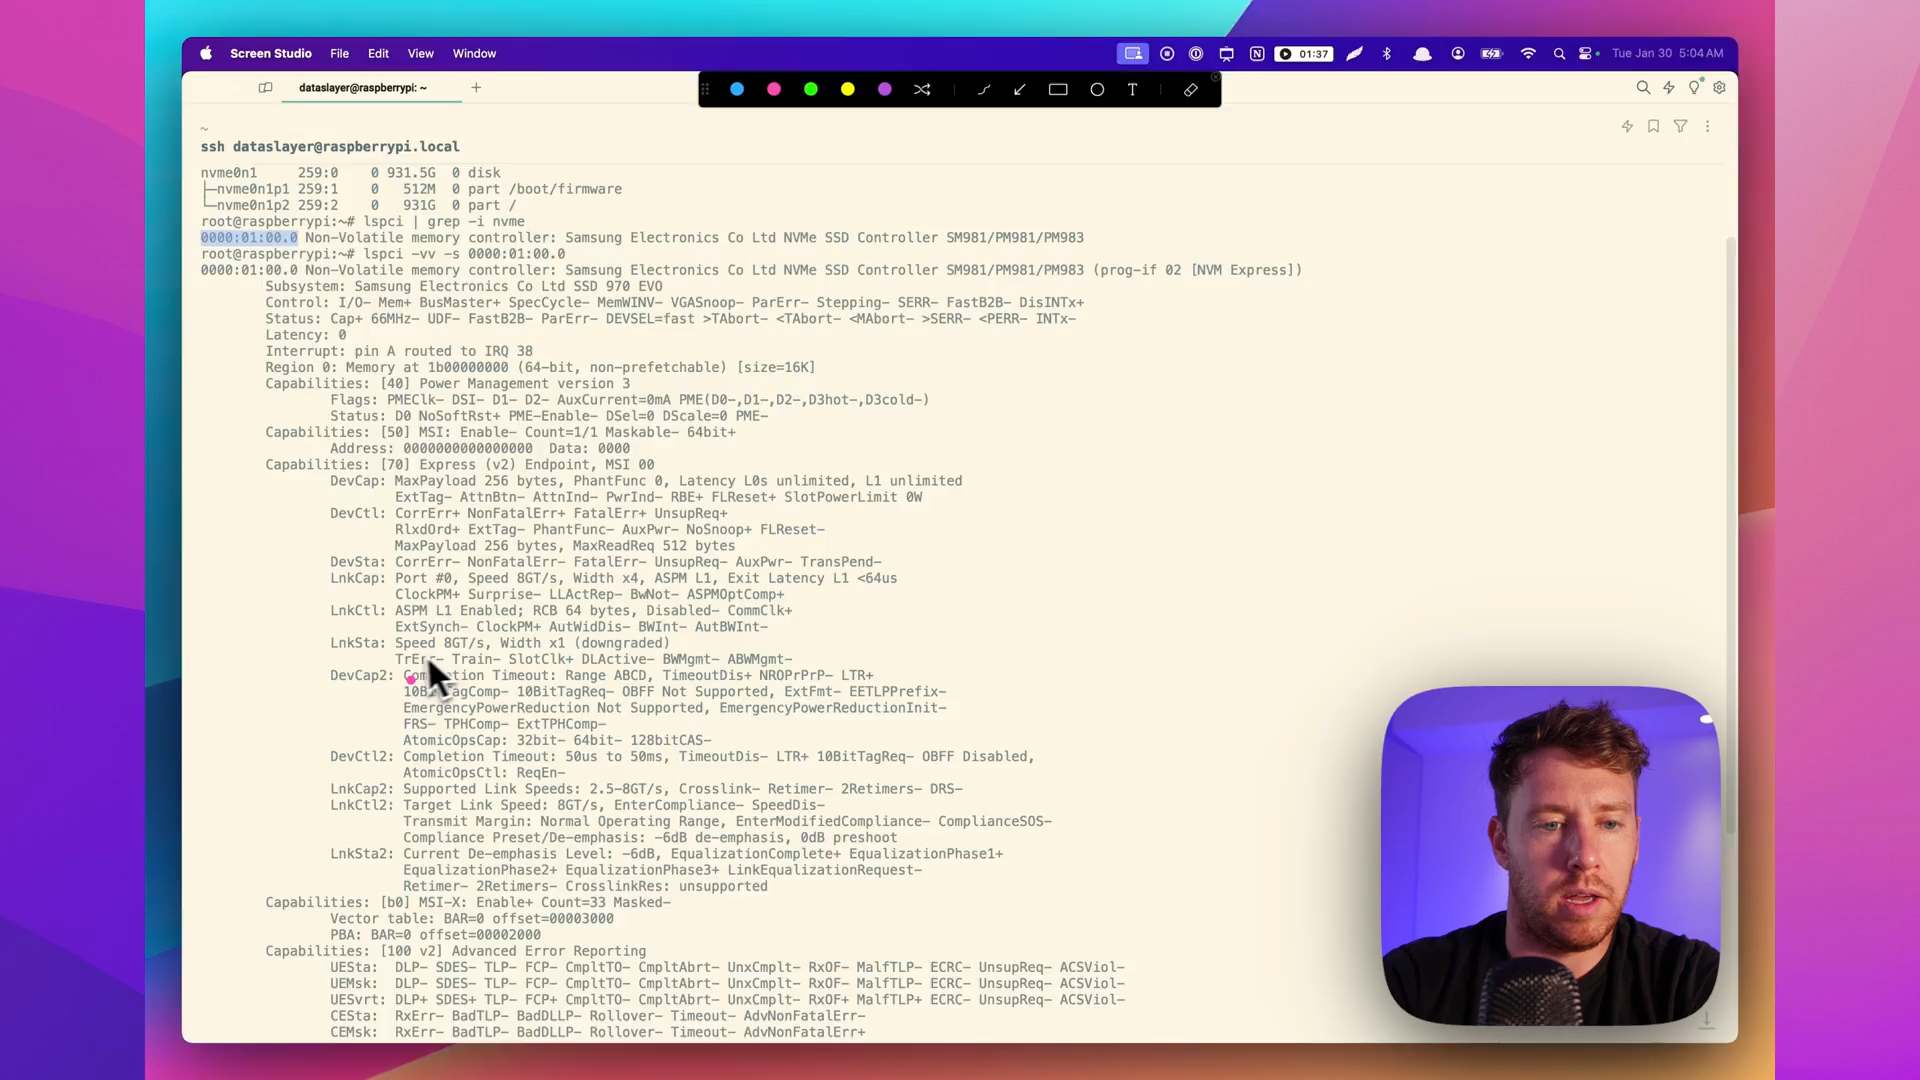 Screen Studio File Edit View Window 01:37 Tue Jan 30 5:04 AM
dataslayer@raspberrypi: ~
T
~
ssh dataslayer@raspberrypi.local
nvme0n1 259:0 0 931.5G 0 disk
├─nvme0n1p1 259:1 0 512M 0 part /boot/firmware
└─nvme0n1p2 259:2 0 931G 0 part /
root@raspberrypi:~# lspci | grep -i nvme
0000:01:00.0 Non-Volatile memory controller: Samsung Electronics Co Ltd NVMe SSD Controller SM981/PM981/PM983
root@raspberrypi:~# lspci -vv -s 0000:01:00.0
0000:01:00.0 Non-Volatile memory controller: Samsung Electronics Co Ltd NVMe SSD Controller SM981/PM981/PM983 (prog-if 02 [NVM Express])
Subsystem: Samsung Electronics Co Ltd SSD 970 EVO
Control: I/O- Mem+ BusMaster+ SpecCycle- MemWINV- VGASnoop- ParErr- Stepping- SERR- FastB2B- DisINTx+
Status: Cap+ 66MHz- UDF- FastB2B- ParErr- DEVSEL=fast >TAbort- <TAbort- <MAbort- >SERR- <PERR- INTx-
Latency: 0
Interrupt: pin A routed to IRQ 38
Region 0: Memory at 1b00000000 (64-bit, non-prefetchable) [size=16K]
Capabilities: [40] Power Management version 3
Flags: PMEClk- DSI- D1- D2- AuxCurrent=0mA PME(D0-,D1-,D2-,D3hot-,D3cold-)
Status: D0 NoSoftRst+ PME-Enable- DSel=0 DScale=0 PME-
Capabilities: [50] MSI: Enable- Count=1/1 Maskable- 64bit+
Address: 0000000000000000 Data: 0000
Capabilities: [70] Express (v2) Endpoint, MSI 00
DevCap: MaxPayload 256 bytes, PhantFunc 0, Latency L0s unlimited, L1 unlimited
ExtTag- AttnBtn- AttnInd- PwrInd- RBE+ FLReset+ SlotPowerLimit 0W
DevCtl: CorrErr+ NonFatalErr+ FatalErr+ UnsupReq+
RlxdOrd+ ExtTag- PhantFunc- AuxPwr- NoSnoop+ FLReset-
MaxPayload 256 bytes, MaxReadReq 512 bytes
DevSta: CorrErr- NonFatalErr- FatalErr- UnsupReq- AuxPwr- TransPend-
LnkCap: Port #0, Speed 8GT/s, Width x4, ASPM L1, Exit Latency L1 <64us
ClockPM+ Surprise- LLActRep- BwNot- ASPMOptComp+
LnkCtl: ASPM L1 Enabled; RCB 64 bytes, Disabled- CommClk+
ExtSynch- ClockPM+ AutWidDis- BWInt- AutBWInt-
LnkSta: Speed 8GT/s, Width x1 (downgraded)
TrErr- Train- SlotClk+ DLActive- BWMgmt- ABWMgmt-
DevCap2: Completion Timeout: Range ABCD, TimeoutDis+ NROPrPrP- LTR+
10BitTagComp- 10BitTagReq- OBFF Not Supported, ExtFmt- EETLPPrefix-
EmergencyPowerReduction Not Supported, EmergencyPowerReductionInit-
FRS- TPHComp- ExtTPHComp-
AtomicOpsCap: 32bit- 64bit- 128bitCAS-
DevCtl2: Completion Timeout: 50us to 50ms, TimeoutDis- LTR+ 10BitTagReq- OBFF Disabled,
AtomicOpsCtl: ReqEn-
LnkCap2: Supported Link Speeds: 2.5-8GT/s, Crosslink- Retimer- 2Retimers- DRS-
LnkCtl2: Target Link Speed: 8GT/s, EnterCompliance- SpeedDis-
Transmit Margin: Normal Operating Range, EnterModifiedCompliance- ComplianceSOS-
Compliance Preset/De-emphasis: -6dB de-emphasis, 0dB preshoot
LnkSta2: Current De-emphasis Level: -6dB, EqualizationComplete+ EqualizationPhase1+
EqualizationPhase2+ EqualizationPhase3+ LinkEqualizationRequest-
Retimer- 2Retimers- CrosslinkRes: unsupported
Capabilities: [b0] MSI-X: Enable+ Count=33 Masked-
Vector table: BAR=0 offset=00003000
PBA: BAR=0 offset=00002000
Capabilities: [100 v2] Advanced Error Reporting
UESta: DLP- SDES- TLP- FCP- CmpltTO- CmpltAbrt- UnxCmplt- RxOF- MalfTLP- ECRC- UnsupReq- ACSViol-
UEMsk: DLP- SDES- TLP- FCP- CmpltTO- CmpltAbrt- UnxCmplt- RxOF- MalfTLP- ECRC- UnsupReq- ACSViol-
UESvrt: DLP+ SDES+ TLP- FCP+ CmpltTO- CmpltAbrt- UnxCmplt- RxOF+ MalfTLP+ ECRC- UnsupReq- ACSViol-
CESta: RxErr- BadTLP- BadDLLP- Rollover- Timeout- AdvNonFatalErr-
CEMsk: RxErr- BadTLP- BadDLLP- Rollover- Timeout- AdvNonFatalErr+